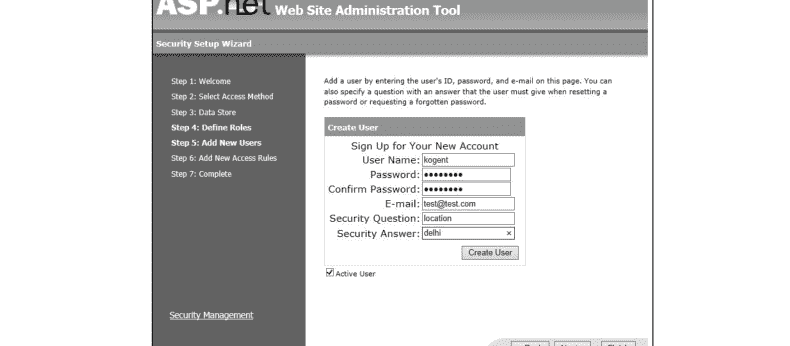 ASP.net Web Site Administration Tool
Security Setup Wizard
Step 1: Welcome
Step 2: Select Access Method
Step 3: Data Store
Step 4: Define Roles
Step 5: Add New Users
Step 6: Add New Access Rules
Step 7: Complete
Security Management
Add a user by entering the user's ID, password, and e-mail on this page. You can
also specify a question with an answer that the user must give when resetting a
password or requesting a forgotten password.
Create User
Sign Up for Your New Account
User Name: kogent
Password: ••••••••
Confirm Password: ••••••••
E-mail: test@test.com
Security Question: location
Security Answer: delhi ×
Create User
Active User